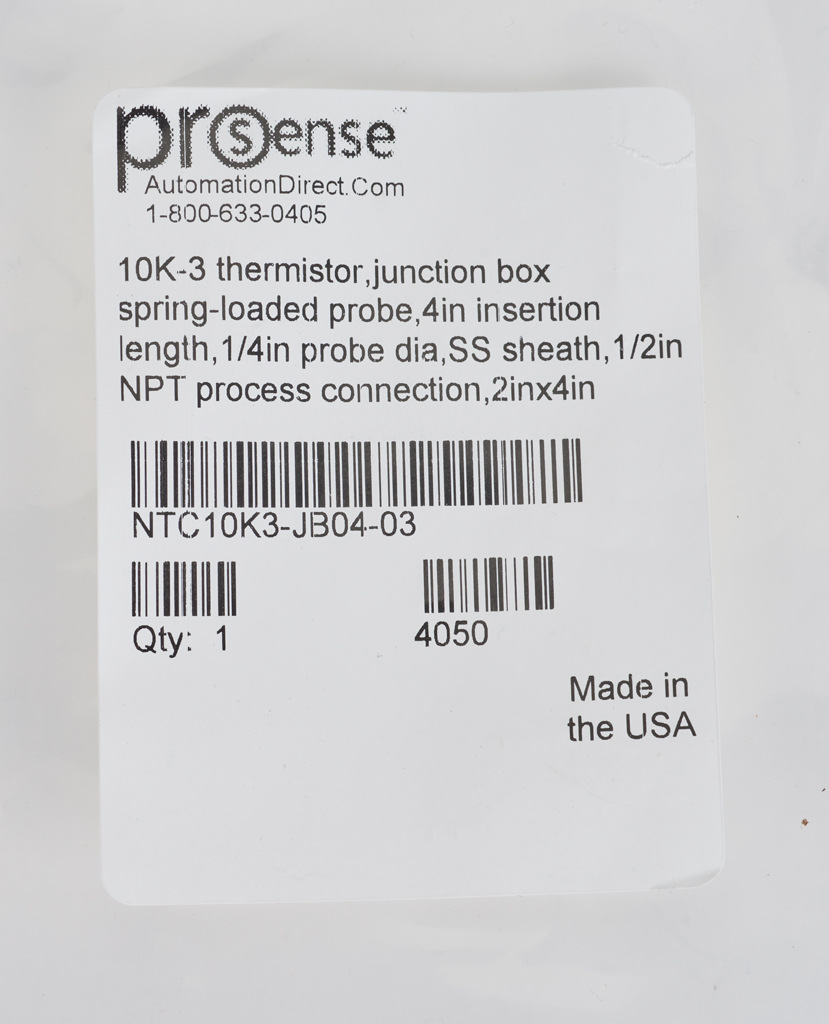 prosense™
AutomationDirect.Com
1-800-633-0405
10K-3 thermistor,junction box
spring-loaded probe,4in insertion
length,1/4in probe dia,SS sheath,1/2in
NPT process connection,2inx4in
NTC10K3-JB04-03
Qty: 1 4050
Made in
the USA